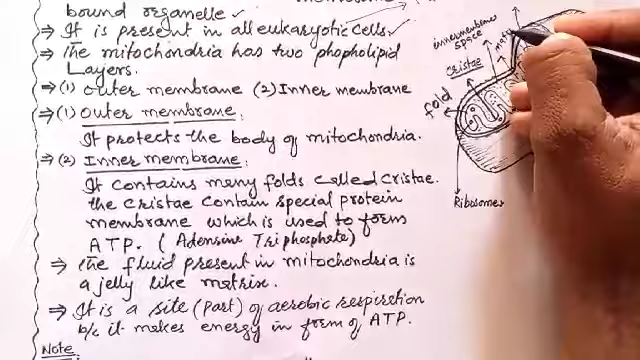 bound organelle
⇒ It is present in all eukaryotic cells
⇒ The mitochondria has two phopholipid
Layers.
⇒ (1) Outer membrane (2) Inner membrane
⇒ (1) Outer membrane:
It protects the body of mitochondria.
⇒ (2) Inner membrane:
It contains many folds called cristae.
the cristae contain special protein
membrane which is used to form
ATP. (Adensine Triphosphate)
⇒ The fluid present in mitochondria is
a jelly like matrix.
⇒ It is a site (part) of aerobic respiration
b/c it makes energy in form of ATP.
Note
innermembrane
space
Cristae
fold
Ribosomes